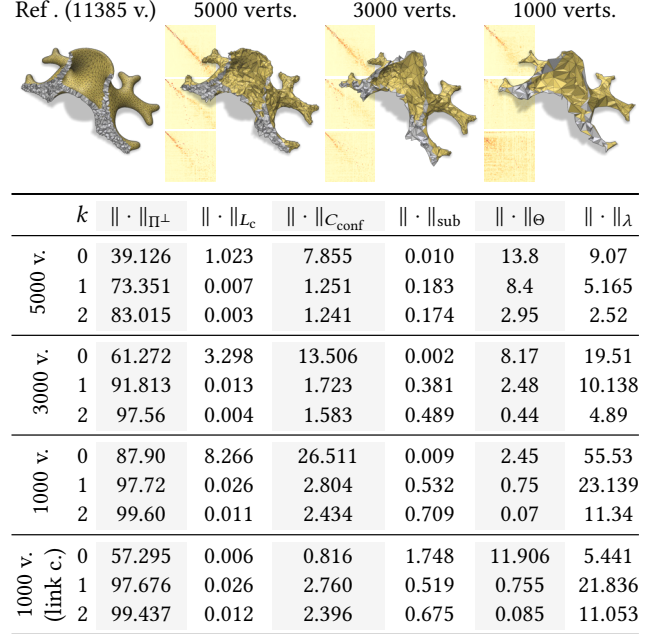 Ref . (11385 v.) 5000 verts. 3000 verts. 1000 verts.
k ∥ · ∥Π⊥ ∥ · ∥Lc ∥ · ∥Cconf ∥ · ∥sub ∥ · ∥Θ ∥ · ∥λ
5000 v.
0 39.126 1.023 7.855 0.010 13.8 9.07
1 73.351 0.007 1.251 0.183 8.4 5.165
2 83.015 0.003 1.241 0.174 2.95 2.52
3000 v.
0 61.272 3.298 13.506 0.002 8.17 19.51
1 91.813 0.013 1.723 0.381 2.48 10.138
2 97.56 0.004 1.583 0.489 0.44 4.89
1000 v.
0 87.90 8.266 26.511 0.009 2.45 55.53
1 97.72 0.026 2.804 0.532 0.75 23.139
2 99.60 0.011 2.434 0.709 0.07 11.34
1000 v.
(link c.)
0 57.295 0.006 0.816 1.748 11.906 5.441
1 97.676 0.026 2.760 0.519 0.755 21.836
2 99.437 0.012 2.396 0.675 0.085 11.053